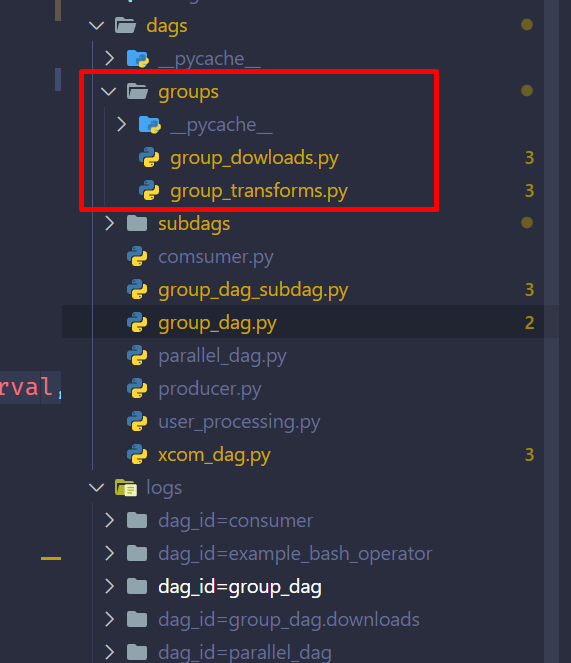 dags
__pycache__
groups
__pycache__
group_dowloads.py 3
group_transforms.py 3
subdags
comsumer.py
group_dag_subdag.py 3
group_dag.py 2
rval,
parallel_dag.py
producer.py
user_processing.py
xcom_dag.py 3
logs
dag_id=consumer
dag_id=example_bash_operator
dag_id=group_dag
dag_id=group_dag.downloads
dag_id=parallel_dag